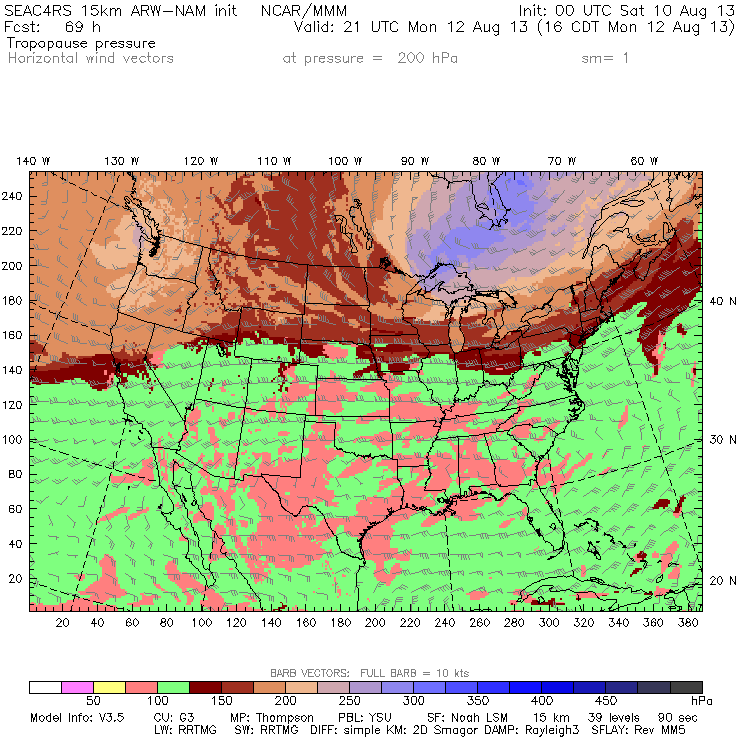 SEAC4RS 15km ARW-NAM init NCAR/MMM Init: 00 UTC Sat 10 Aug 13
Fcst: 69 h Valid: 21 UTC Mon 12 Aug 13 (16 CDT Mon 12 Aug 13)
Tropopause pressure
Horizontal wind vectors at pressure = 200 hPa sm= 1
140 W 130 W 120 W 110 W 100 W 90 W 80 W 70 W 60 W
240
220
200
180
160
140
120
100
80
60
40
20
40 N
30 N
20 N
20 40 60 80 100 120 140 160 180 200 220 240 260 280 300 320 340 360 380
BARB VECTORS: FULL BARB = 10 kts
50 100 150 200 250 300 350 400 450 hPa
Model Info: V3.5 CU: G3 MP: Thompson PBL: YSU SF: Noah LSM 15 km 39 levels 90 sec
LW: RRTMG SW: RRTMG DIFF: simple KM: 2D Smagor DAMP: Rayleigh3 SFLAY: Rev MM5